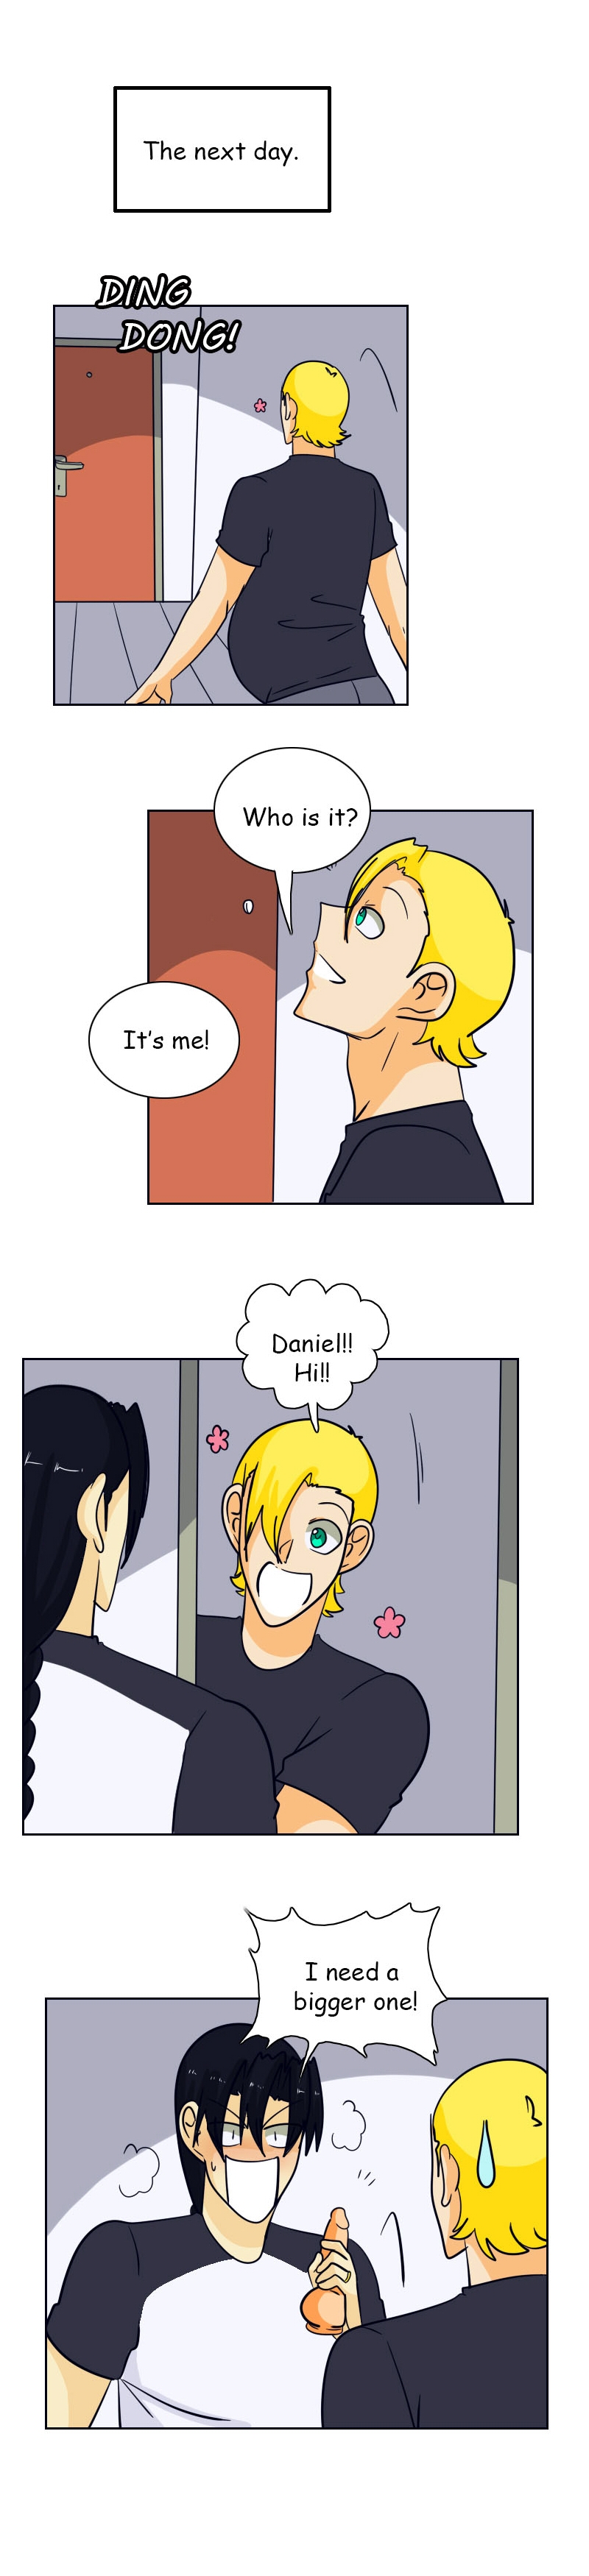 The next day.
DING
DONG!
Who is it?
It's me!
Daniel!!
Hi!!
I need a
bigger one!